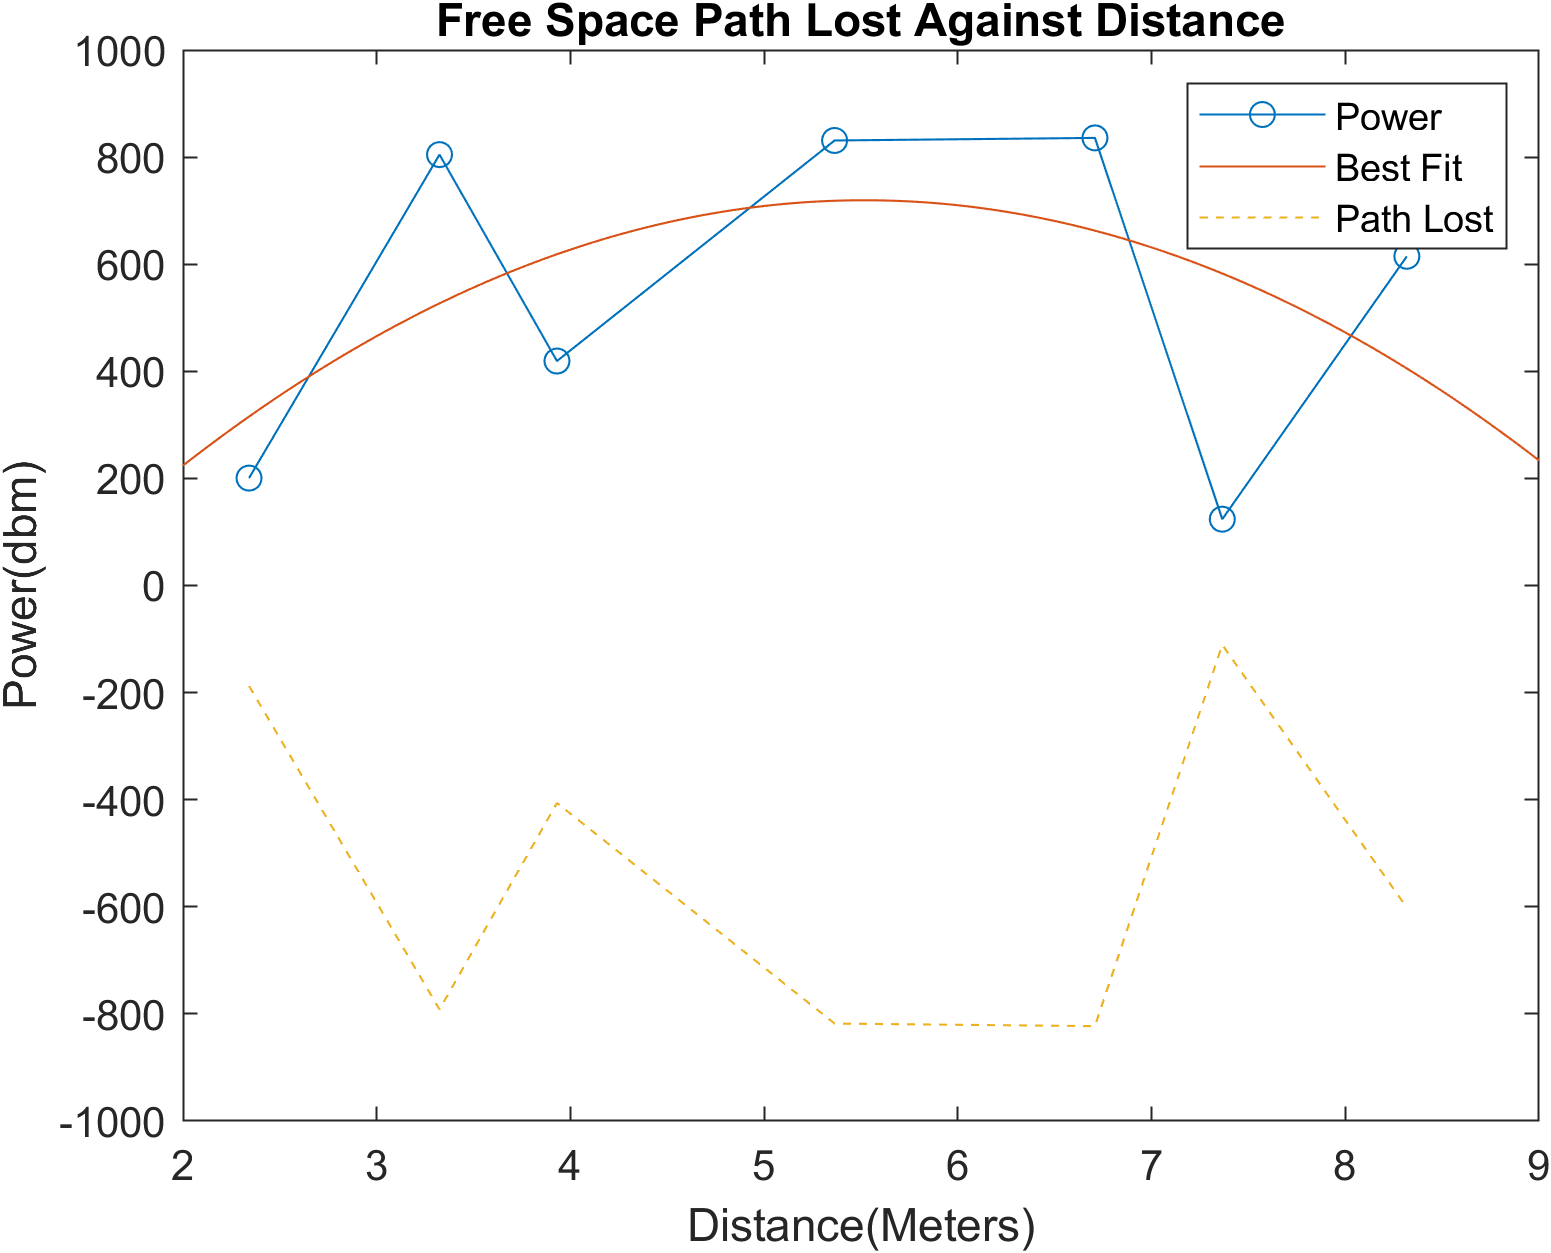 Free Space Path Lost Against Distance
1000
800
600
400
200
0
-200
-400
-600
-800
-1000
Power(dbm)
Power
Best Fit
Path Lost
2 3 4 5 6 7 8 9
Distance(Meters)